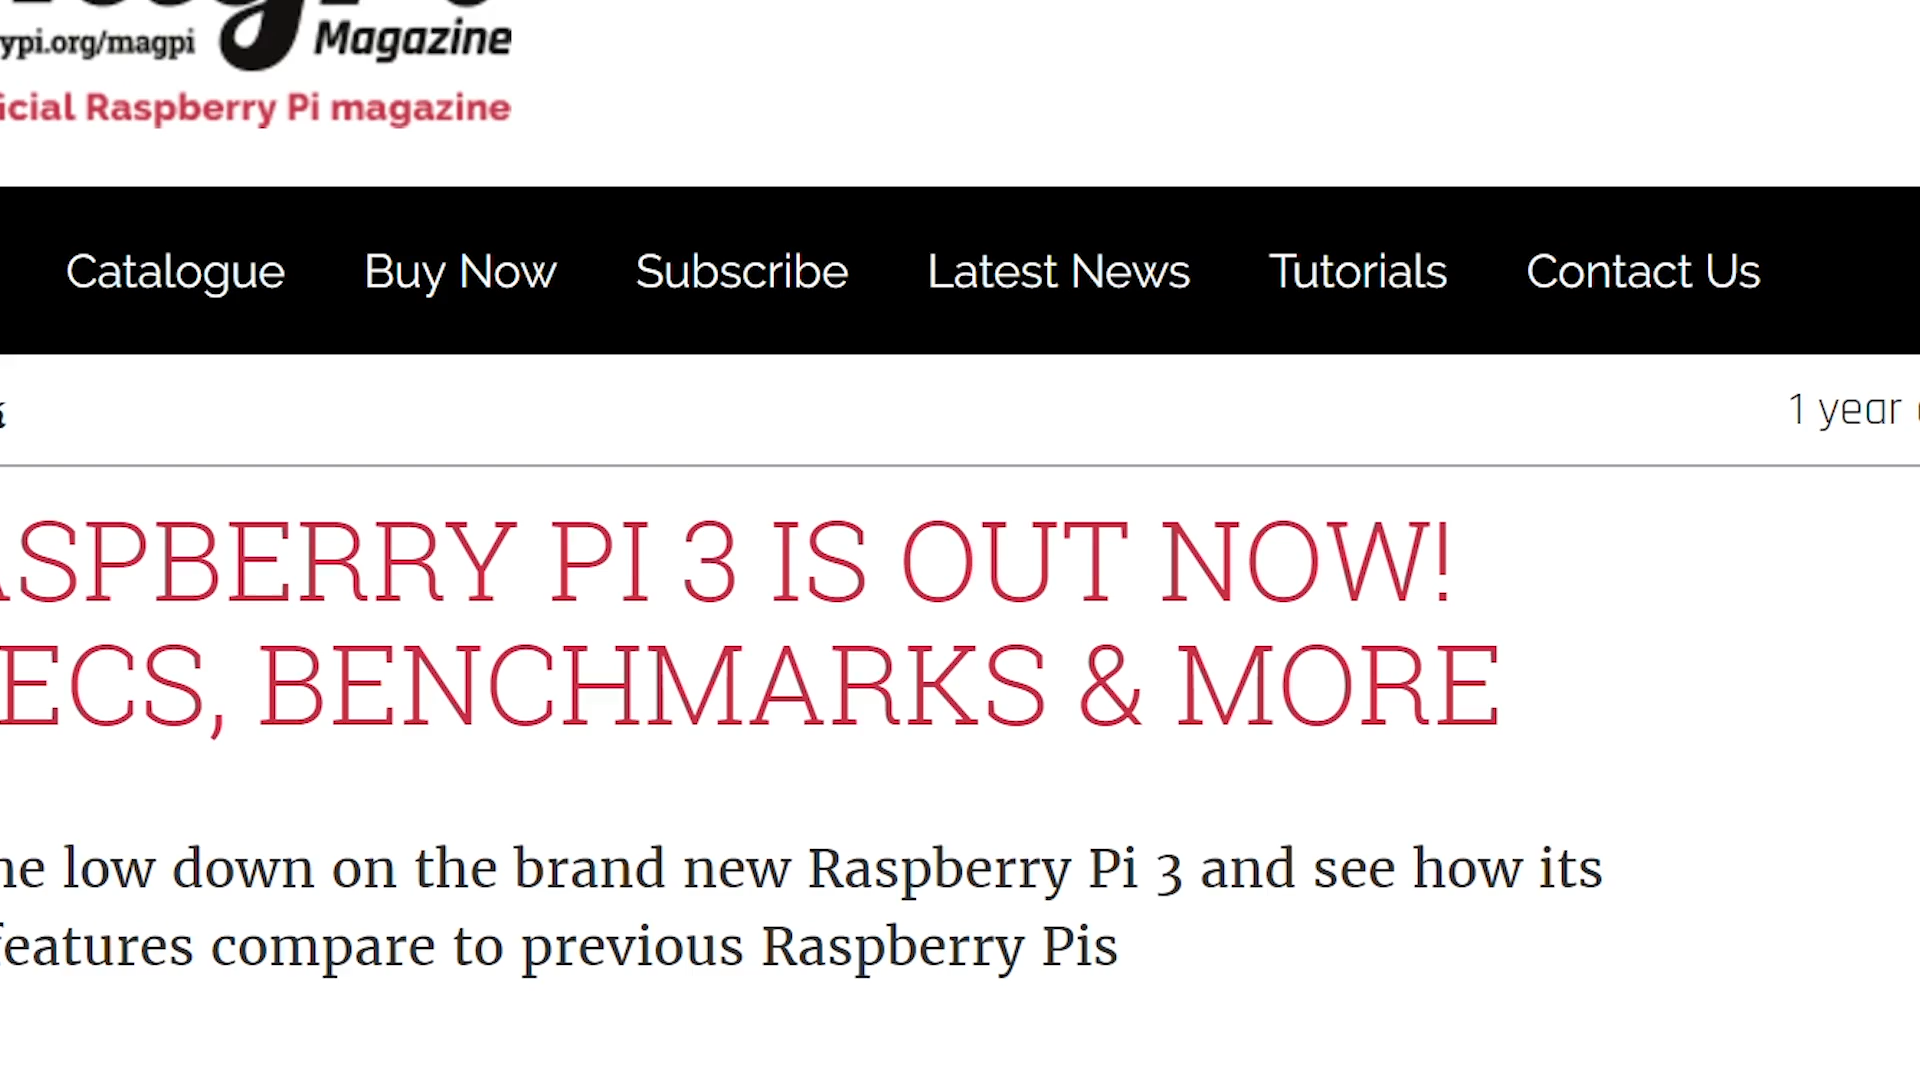 ypi.org/magpi Magazine
icial Raspberry Pi magazine
Catalogue Buy Now Subscribe Latest News Tutorials Contact Us
1 year
ASPBERRY PI 3 IS OUT NOW!
ECS, BENCHMARKS & MORE
he low down on the brand new Raspberry Pi 3 and see how its
features compare to previous Raspberry Pis